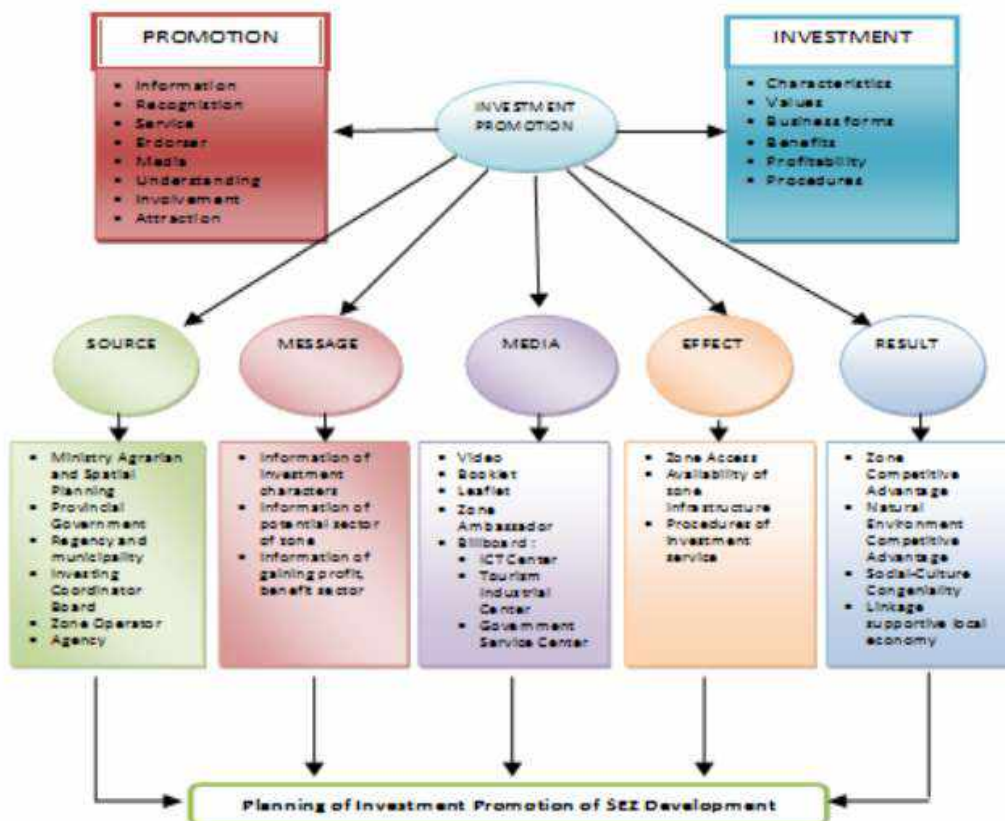 PROMOTION
Information
Recognistion
Service
Endorser
Media
Understanding
Involvement
Attraction
INVESTMENT
PROMOTION
INVESTMENT
Characteristics
Values
Business forms
Benefits
Profitability
Procedures
SOURCE
MESSAGE
MEDIA
EFFECT
RESULT
Ministry Agrarian
and Spatial
Planning
Provincial
Government
Regency and
municipality
Investing
Coordinator
Board
Zone Operator
Agency
Information of
investment
characters
Information of
potential sector
of zone
Information of
gaining profit,
benefit sector
Video
Booklet
Leaflet
Zone
Ambassador
Billboard :
ICT Center
Tourism
Industrial
Center
Government
Service Center
Zone Access
Availability of
zone
Infrastructure
Procedures of
investment
service
Zone
Competitive
Advantage
Natural
Environment
Competitive
Advantage
Social-Culture
Congeniality
Linkage
supportive local
economy
Planning of Investment Promotion of SEZ Development